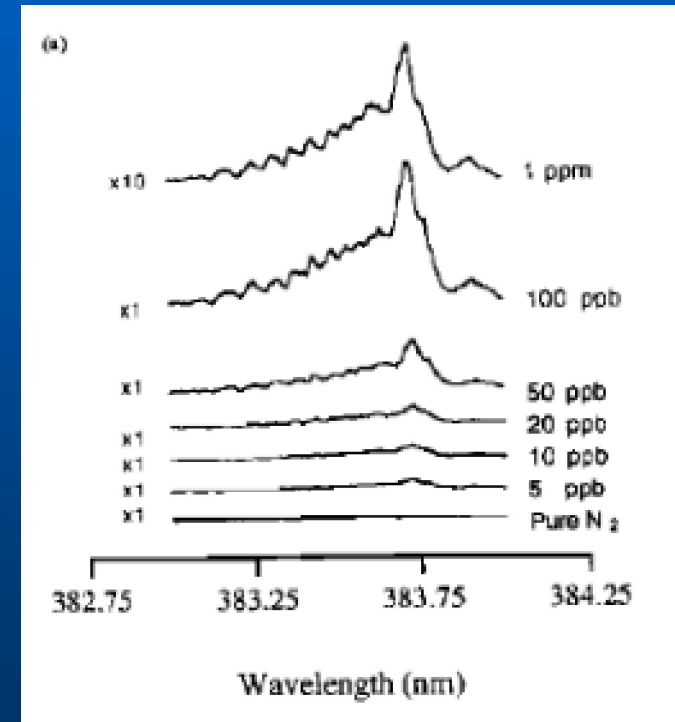 (a)
x10 1 ppm
x1 100 ppb
x1 50 ppb
x1 20 ppb
x1 10 ppb
x1 5 ppb
x1 Pure N₂
382.75 383.25 383.75 384.25
Wavelength (nm)